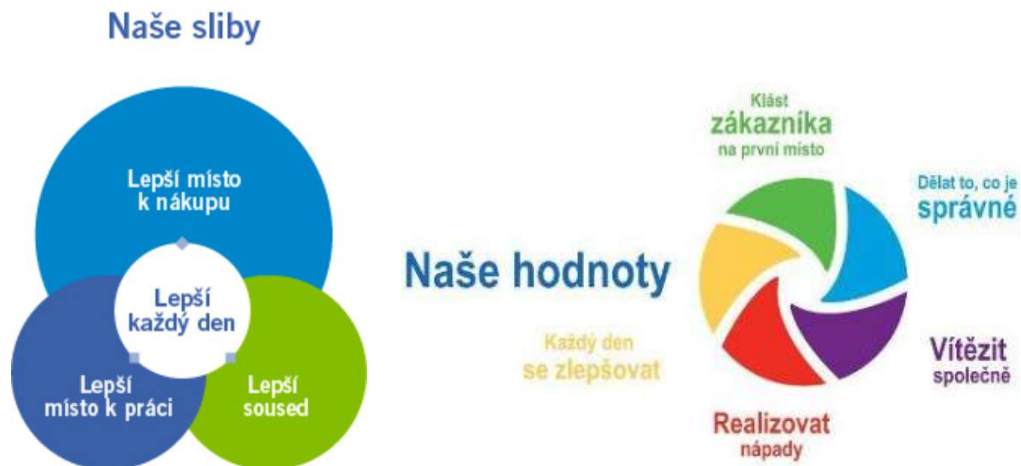 Naše sliby
Lepší místo
k nákupu
Lepší
každý den
Lepší
místo k práci
Lepší
soused
Naše hodnoty
Klást
zákazníka
na první místo
Dělat to, co je
správné
Vítězit
společně
Realizovat
nápady
Každý den
se zlepšovat